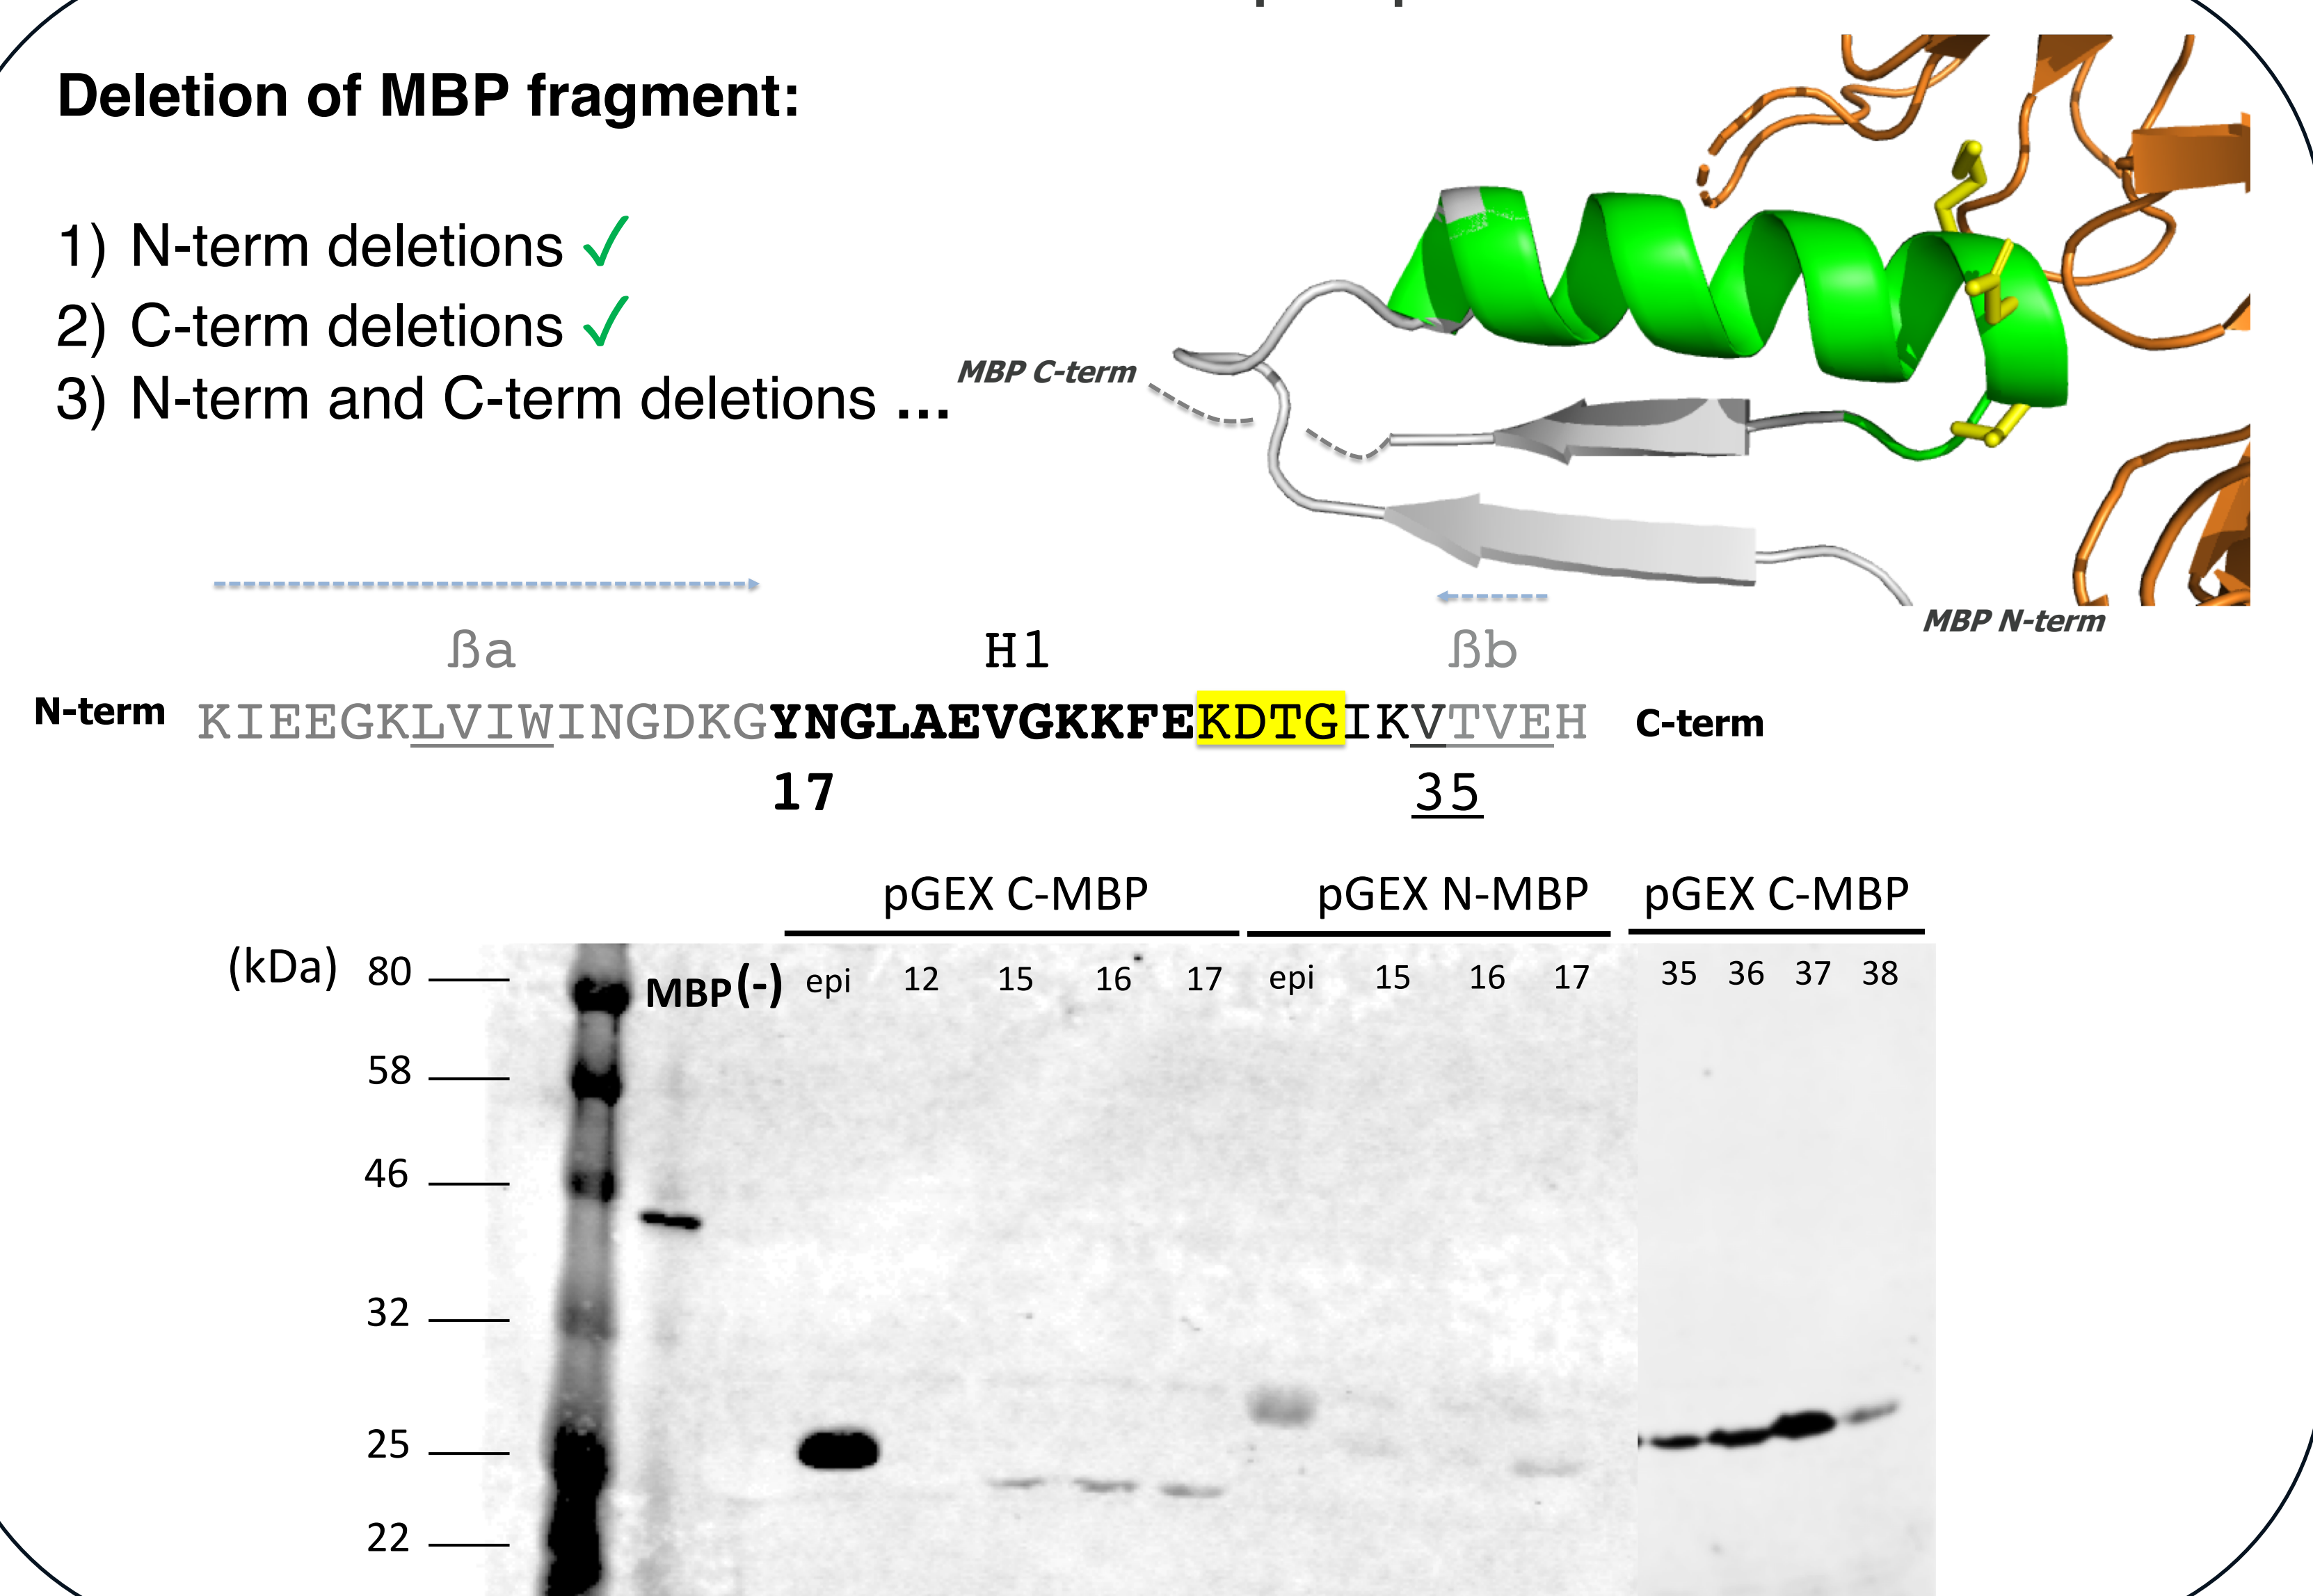 Deletion of MBP fragment:
1) N-term deletions ✓
2) C-term deletions ✓
3) N-term and C-term deletions ...
MBP C-term
MBP N-term
ßa H1 ßb
N-term KIEEGKLVIWINGDKGYNGLAEVGKKFEKDTGIKVTVEH C-term
17 35
pGEX C-MBP pGEX N-MBP pGEX C-MBP
(kDa) 80 MBP (-) epi 12 15 16 17 epi 15 16 17 35 36 37 38
58
46
32
25
22